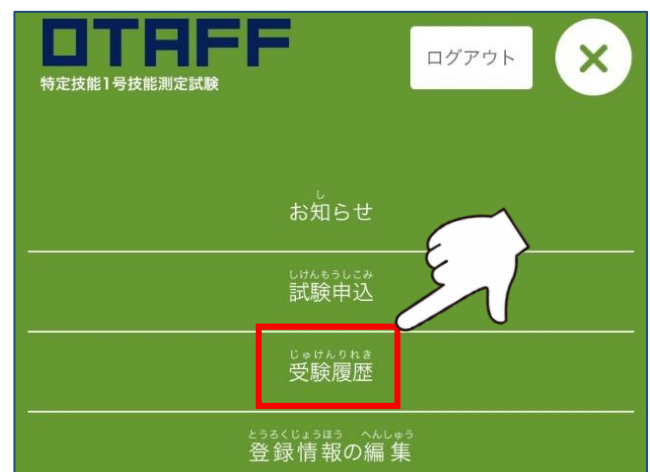 OTAFF
特定技能1号技能測定試験
ログアウト
し
お知らせ
しけんもうしこみ
試験申込
じゅけんりれき
受験履歴
とうろくじょうほう へんしゅう
登録情報の編集